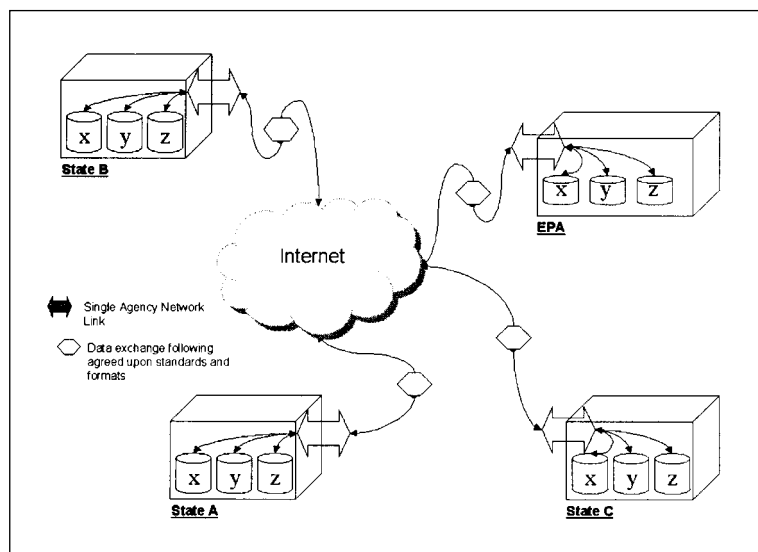 x y z
State B
x y z
EPA
Internet
Single Agency Network
Link
Data exchange following
agreed upon standards and
formats
x y z
State A
x y z
State C